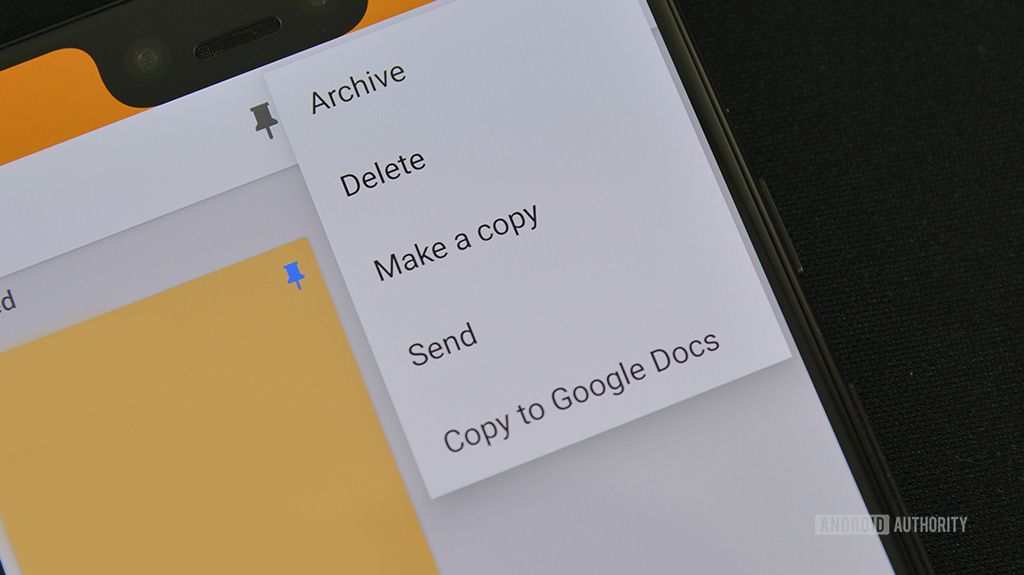 Archive
Delete
Make a copy
Send
Copy to Google Docs
ANDROID AUTHORITY